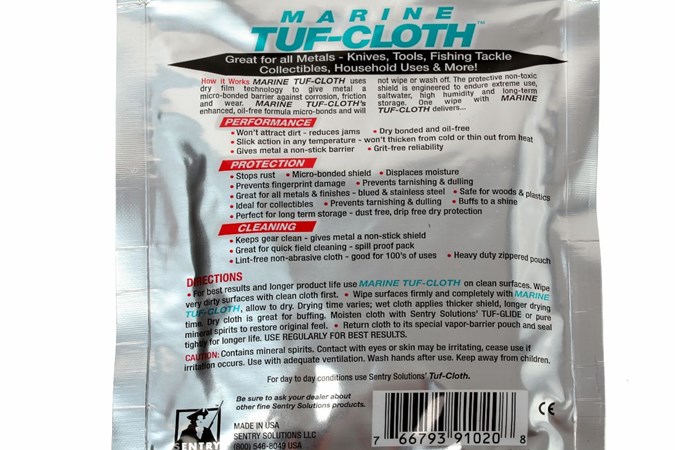 MARINE
TUF-CLOTH™
Great for all Metals - Knives, Tools, Fishing Tackle
Collectibles, Household Uses & More!
How it Works MARINE TUF-CLOTH uses
dry film technology to give metal a
micro-bonded barrier against corrosion, friction
and wear. MARINE TUF-CLOTH's
enhanced, oil-free formula micro-bonds and will
not wipe or wash off. The protective non-toxic
shield is engineered to endure extreme use,
saltwater, high humidity and long-term
storage. One wipe with MARINE
TUF-CLOTH delivers...
PERFORMANCE
• Won't attract dirt - reduces jams • Dry bonded and oil-free
• Slick action in any temperature - won't thicken from cold or thin out from heat
• Gives metal a non-stick barrier • Grit-free reliability
PROTECTION
• Stops rust • Micro-bonded shield • Displaces moisture
• Prevents fingerprint damage • Prevents tarnishing & dulling
• Great for all metals & finishes - blued & stainless steel • Safe for woods & plastics
• Ideal for collectibles • Prevents tarnishing & dulling • Buffs to a shine
• Perfect for long term storage - dust free, drip free dry protection
CLEANING
• Keeps gear clean - gives metal a non-stick shield
• Great for quick field cleaning - spill proof pack
• Lint-free non-abrasive cloth - good for 100's of uses • Heavy duty zippered pouch
DIRECTIONS
• For best results and longer product life use MARINE TUF-CLOTH on clean surfaces. Wipe
very dirty surfaces with clean cloth first. • Wipe surfaces firmly and completely with MARINE
TUF-CLOTH, allow to dry. Drying time varies; wet cloth applies thicker shield, longer drying
time. Dry cloth is great for buffing. Moisten cloth with Sentry Solutions' TUF-GLIDE or pure
mineral spirits to restore original feel. • Return cloth to its special vapor-barrier pouch and seal
tightly for longer life. USE REGULARLY FOR BEST RESULTS.
CAUTION: Contains mineral spirits. Contact with eyes or skin may be irritating, cease use if
irritation occurs. Use with adequate ventilation. Wash hands after use. Keep away from children.
For day to day conditions use Sentry Solutions' Tuf-Cloth.
Be sure to ask your dealer about
other fine Sentry Solutions products.
SENTRY
MADE IN USA
SENTRY SOLUTIONS LLC
(800) 546-8049 USA
7 66793 91020 8
CE